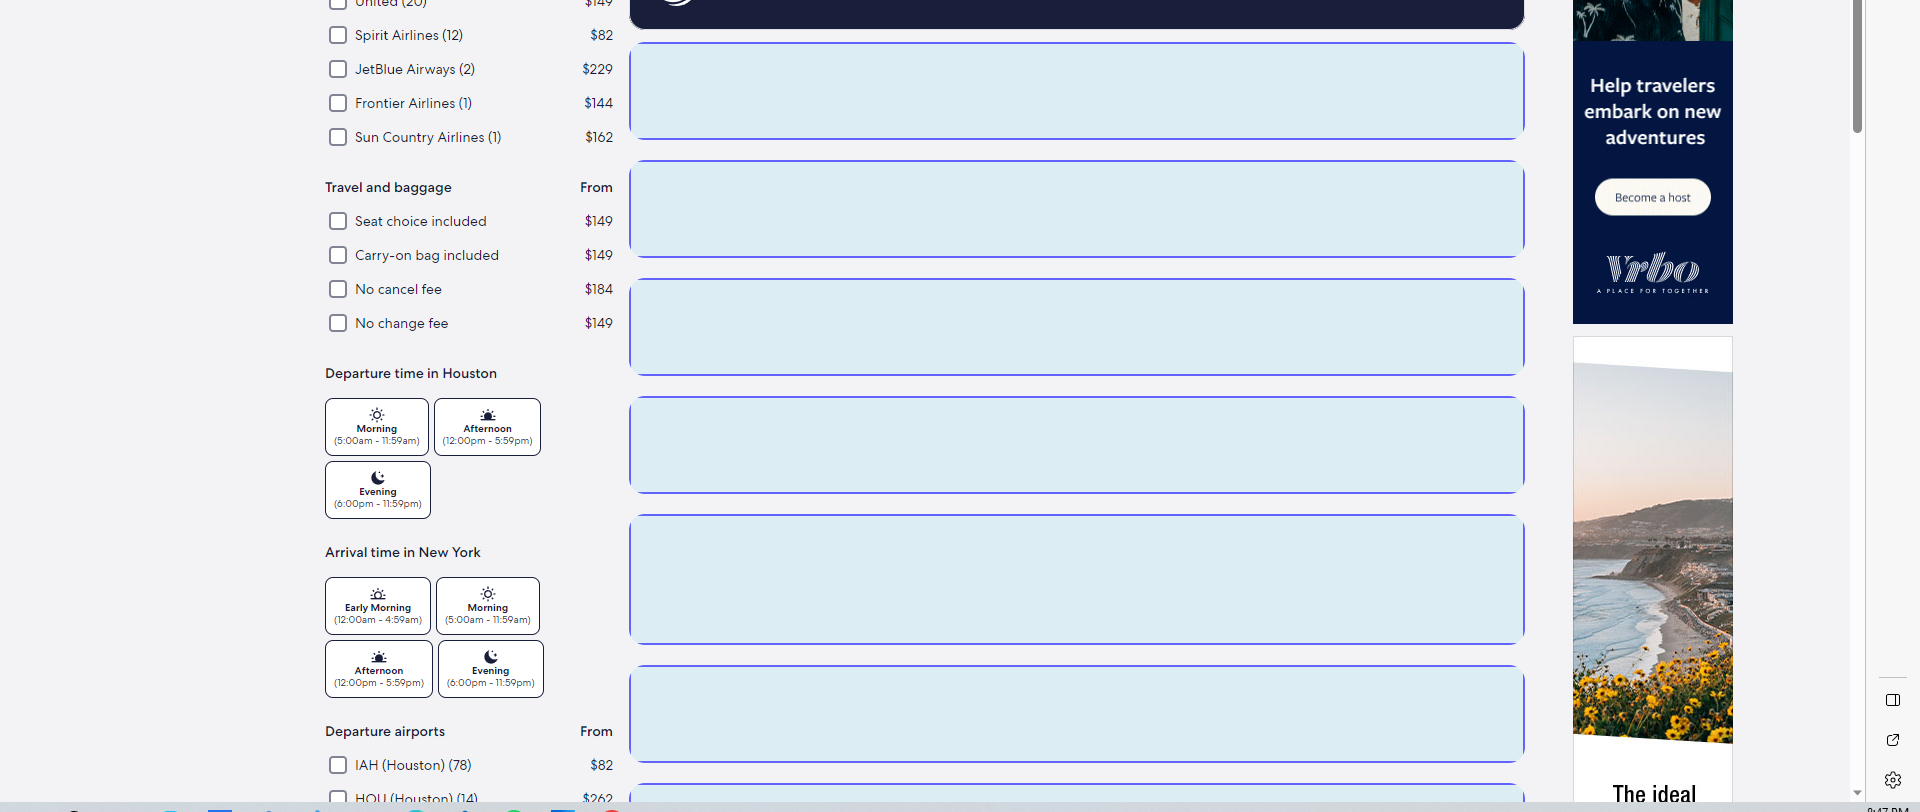 United (20) $149
Spirit Airlines (12) $82
JetBlue Airways (2) $229
Frontier Airlines (1) $144
Sun Country Airlines (1) $162
Travel and baggage From
Seat choice included $149
Carry-on bag included $149
No cancel fee $184
No change fee $149
Departure time in Houston
Morning
(5:00am - 11:59am)
Afternoon
(12:00pm - 5:59pm)
Evening
(6:00pm - 11:59pm)
Arrival time in New York
Early Morning
(12:00am - 4:59am)
Morning
(5:00am - 11:59am)
Afternoon
(12:00pm - 5:59pm)
Evening
(6:00pm - 11:59pm)
Departure airports From
IAH (Houston) (78) $82
HOU (Houston) (14) $262
Help travelers
embark on new
adventures
Become a host
Vrbo
A PLACE FOR TOGETHER
The ideal
8:47 PM